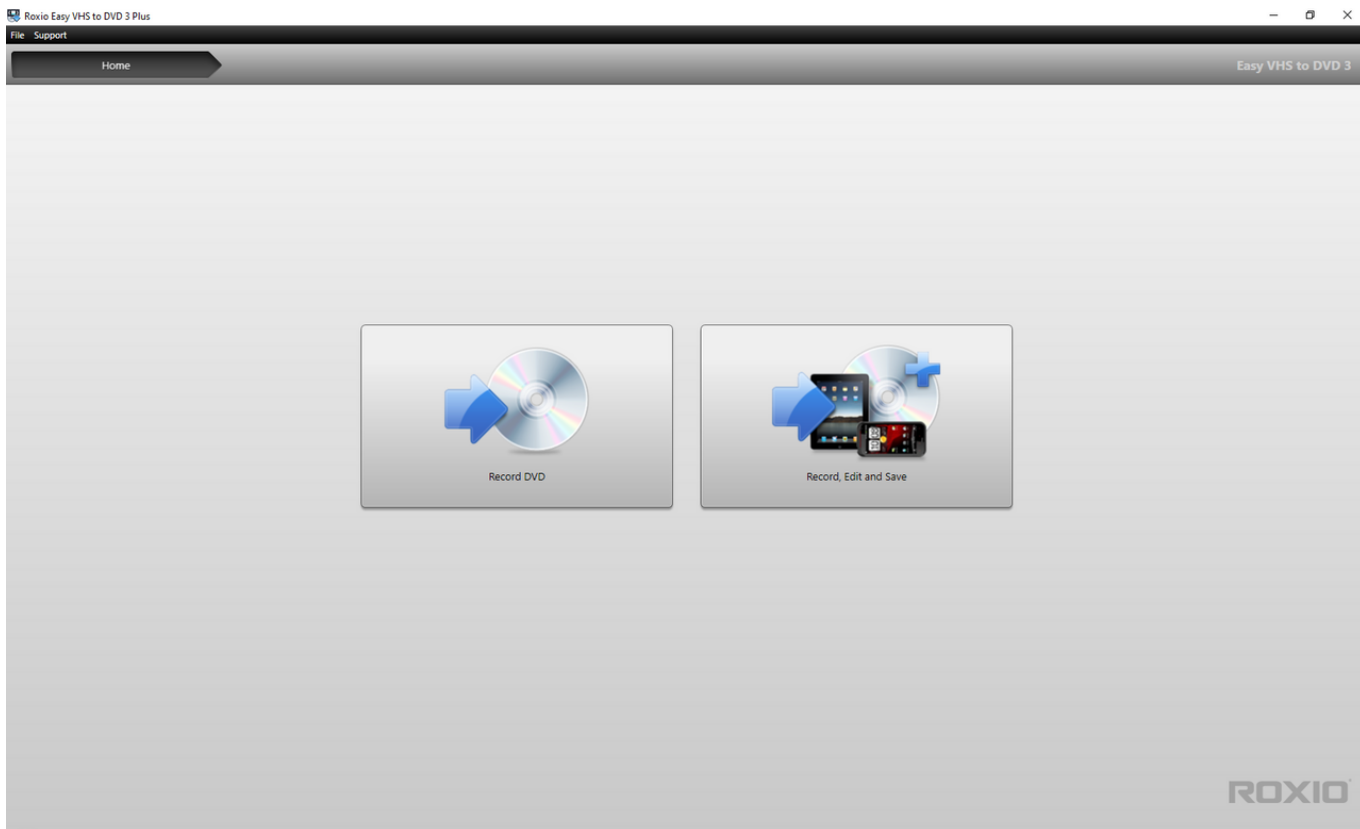 Roxio Easy VHS to DVD 3 Plus
File Support
Home
Easy VHS to DVD 3
Record DVD
Record, Edit and Save
ROXIO